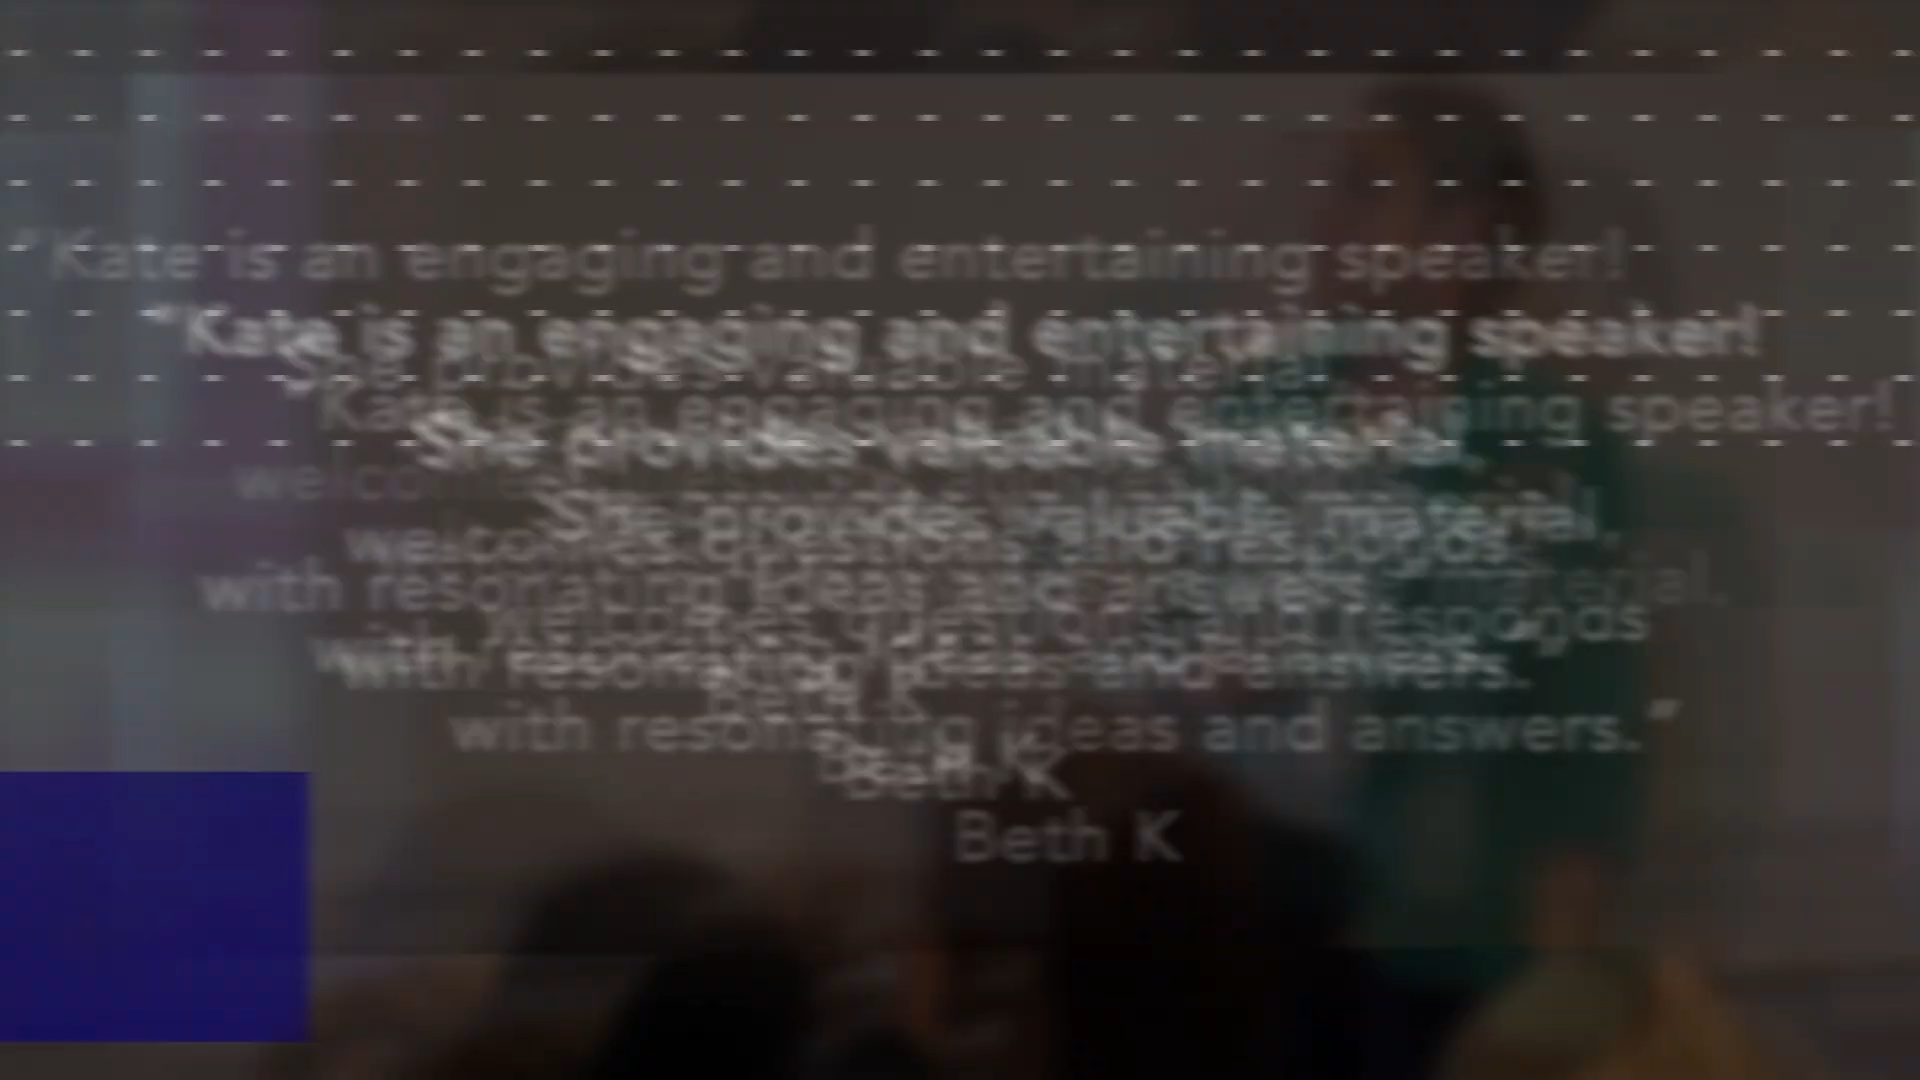 “Kate is an engaging and entertaining speaker!
She provides valuable material,
welcomes questions and responds
with resonating ideas and answers.”
Beth K